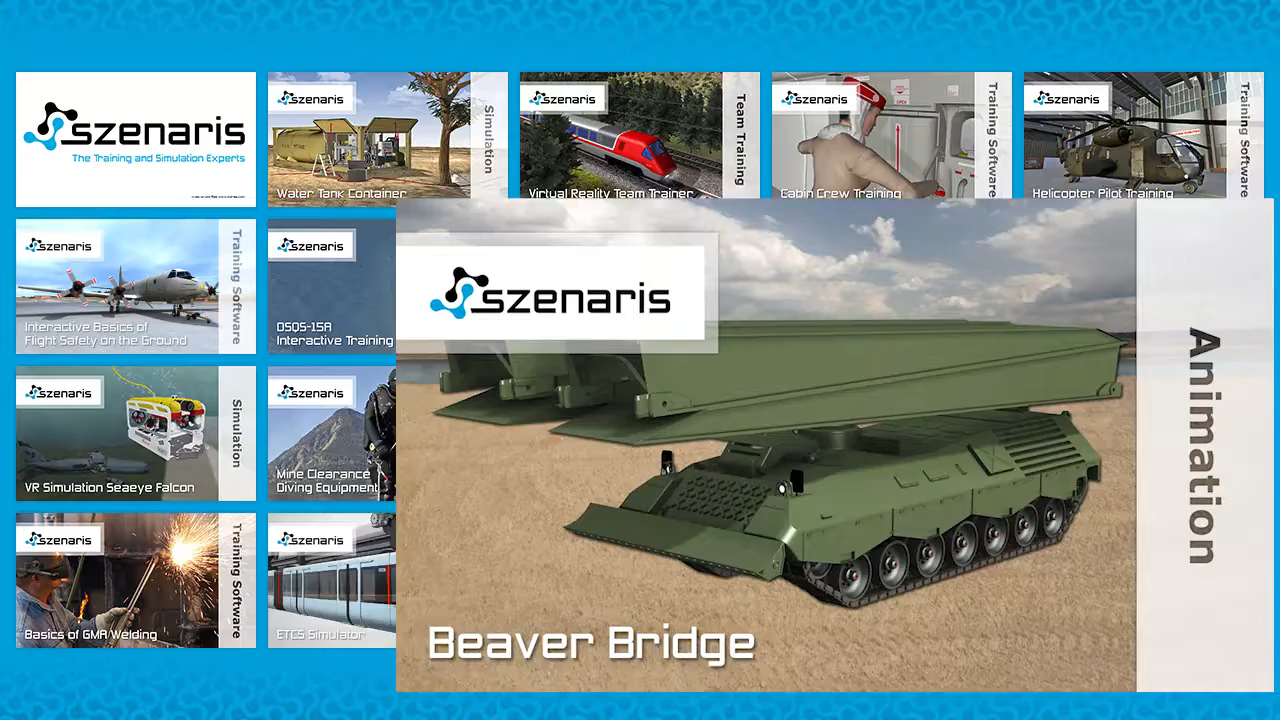 szenaris
The Training and Simulation Experts
szenaris
Simulation
Water Tank Container
szenaris
Team Training
Virtual Reality Team Trainer
szenaris
Training Software
Cabin Crew Training
szenaris
Training Software
Helicopter Pilot Training
szenaris
Training Software
Interactive Basics of
Flight Safety on the Ground
szenaris
DSQS-15A
Interactive Training
szenaris
Simulation
VR Simulation Seaeye Falcon
szenaris
Mine Clearance
Diving Equipment
szenaris
Training Software
Basics of GMA Welding
szenaris
ETCS Simulator
szenaris
Animation
Beaver Bridge